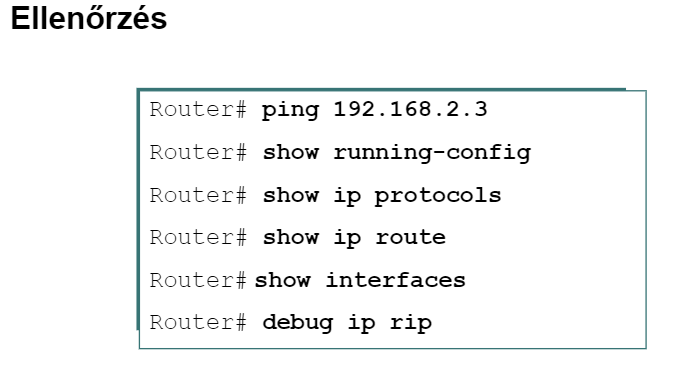 Ellenőrzés
Router# ping 192.168.2.3
Router# show running-config
Router# show ip protocols
Router# show ip route
Router# show interfaces
Router# debug ip rip